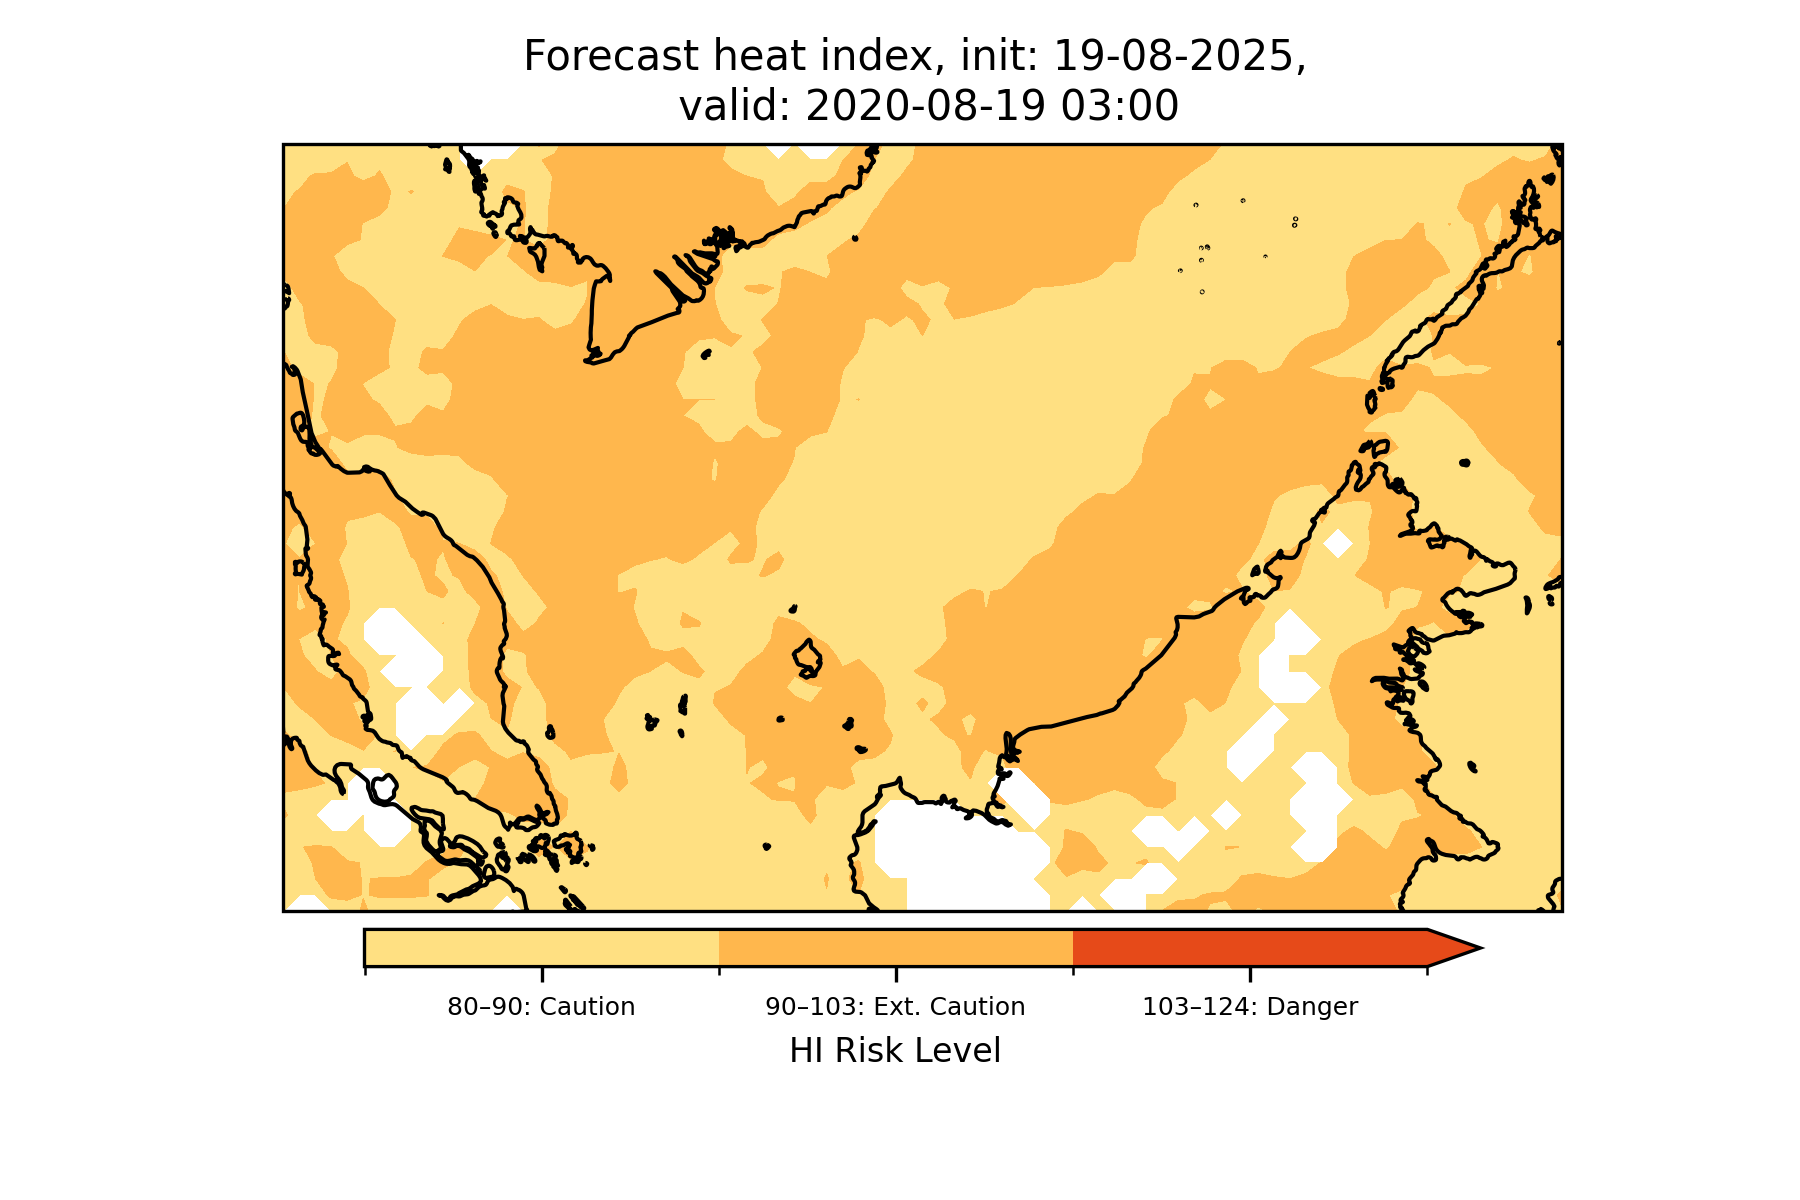 Forecast heat index, init: 19-08-2025,
valid: 2020-08-19 03:00
80–90: Caution
90–103: Ext. Caution
103–124: Danger
HI Risk Level